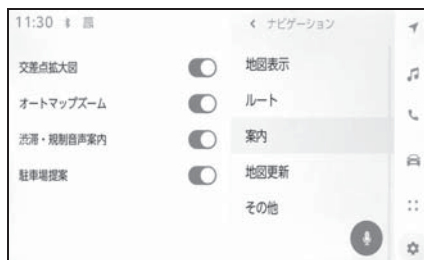 11:30
交差点拡大図
オートマップズーム
渋滞・規制音声案内
駐車場提案
ナビゲーション
地図表示
ルート
案内
地図更新
その他